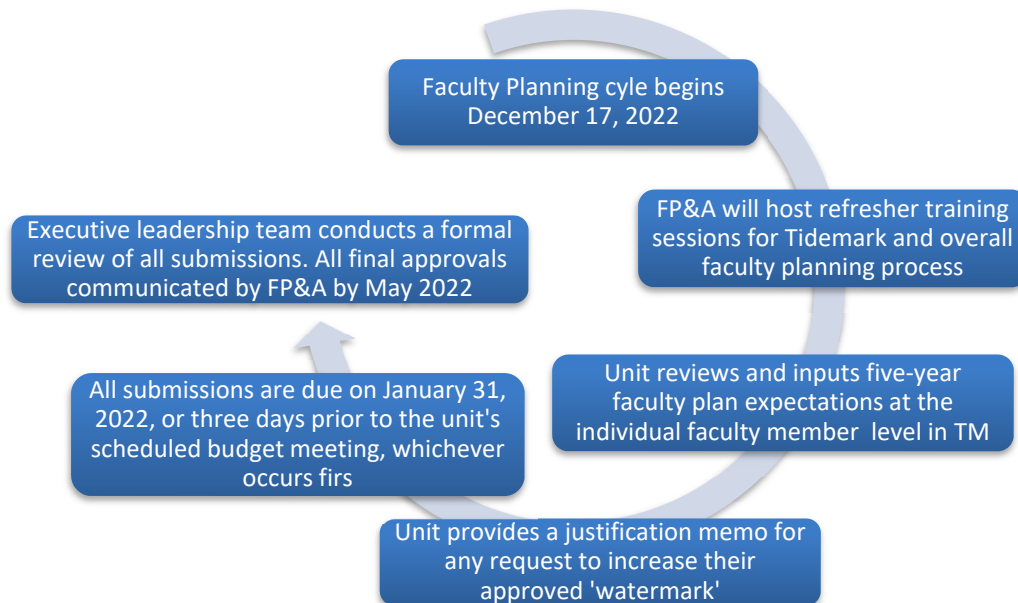 Faculty Planning cyle begins
December 17, 2022
FP&A will host refresher training
sessions for Tidemark and overall
faculty planning process
Unit reviews and inputs five-year
faculty plan expectations at the
individual faculty member level in TM
Unit provides a justification memo for
any request to increase their
approved 'watermark'
All submissions are due on January 31,
2022, or three days prior to the unit's
scheduled budget meeting, whichever
occurs firs
Executive leadership team conducts a formal
review of all submissions. All final approvals
communicated by FP&A by May 2022